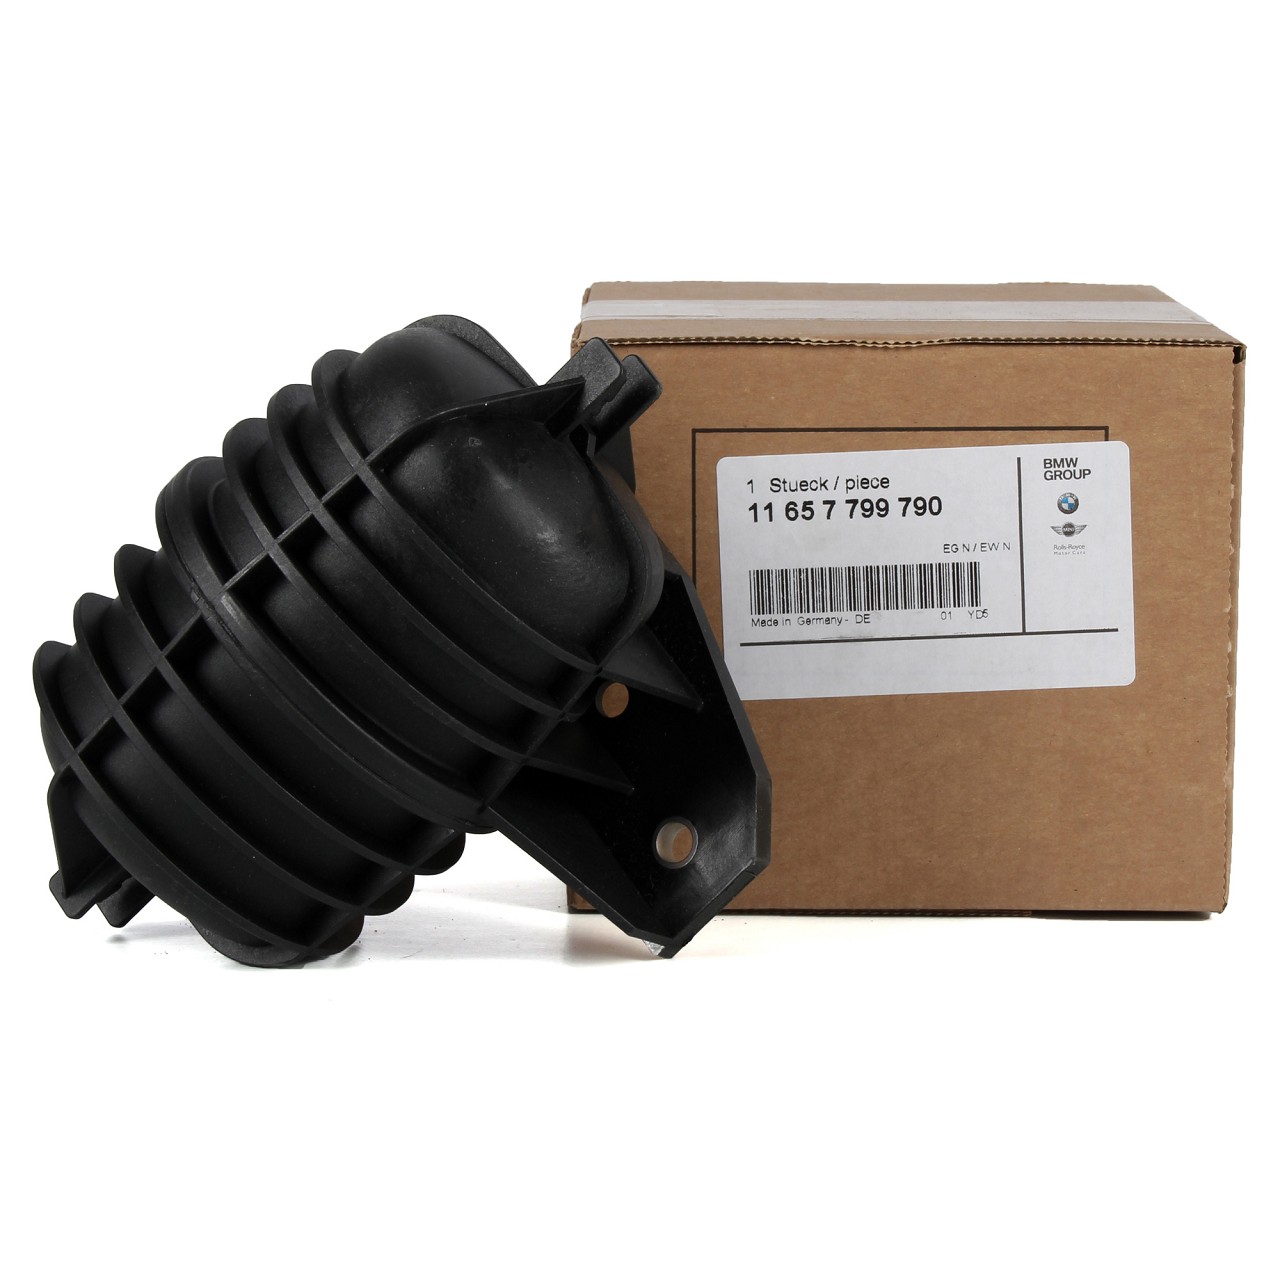 1 Stueck / piece
11 65 7 799 790
EG N / EW N
Made in Germany - DE 01 YD5
BMW
GROUP
MINI
Rolls-Royce
Motor Cars